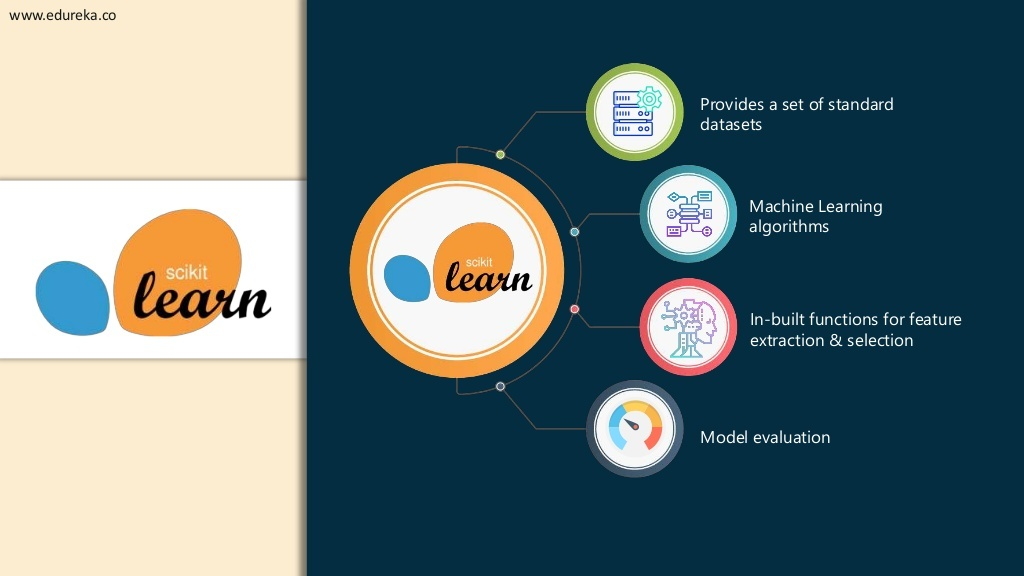 www.edureka.co
scikit
learn
scikit
learn
Provides a set of standard
datasets
Machine Learning
algorithms
In-built functions for feature
extraction & selection
Model evaluation